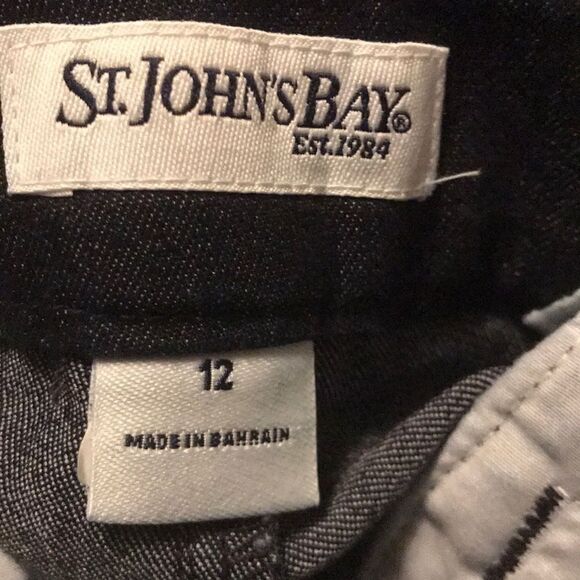 ST. JOHN'S BAY®
EST. 1984
12
MADE IN BAHRAIN